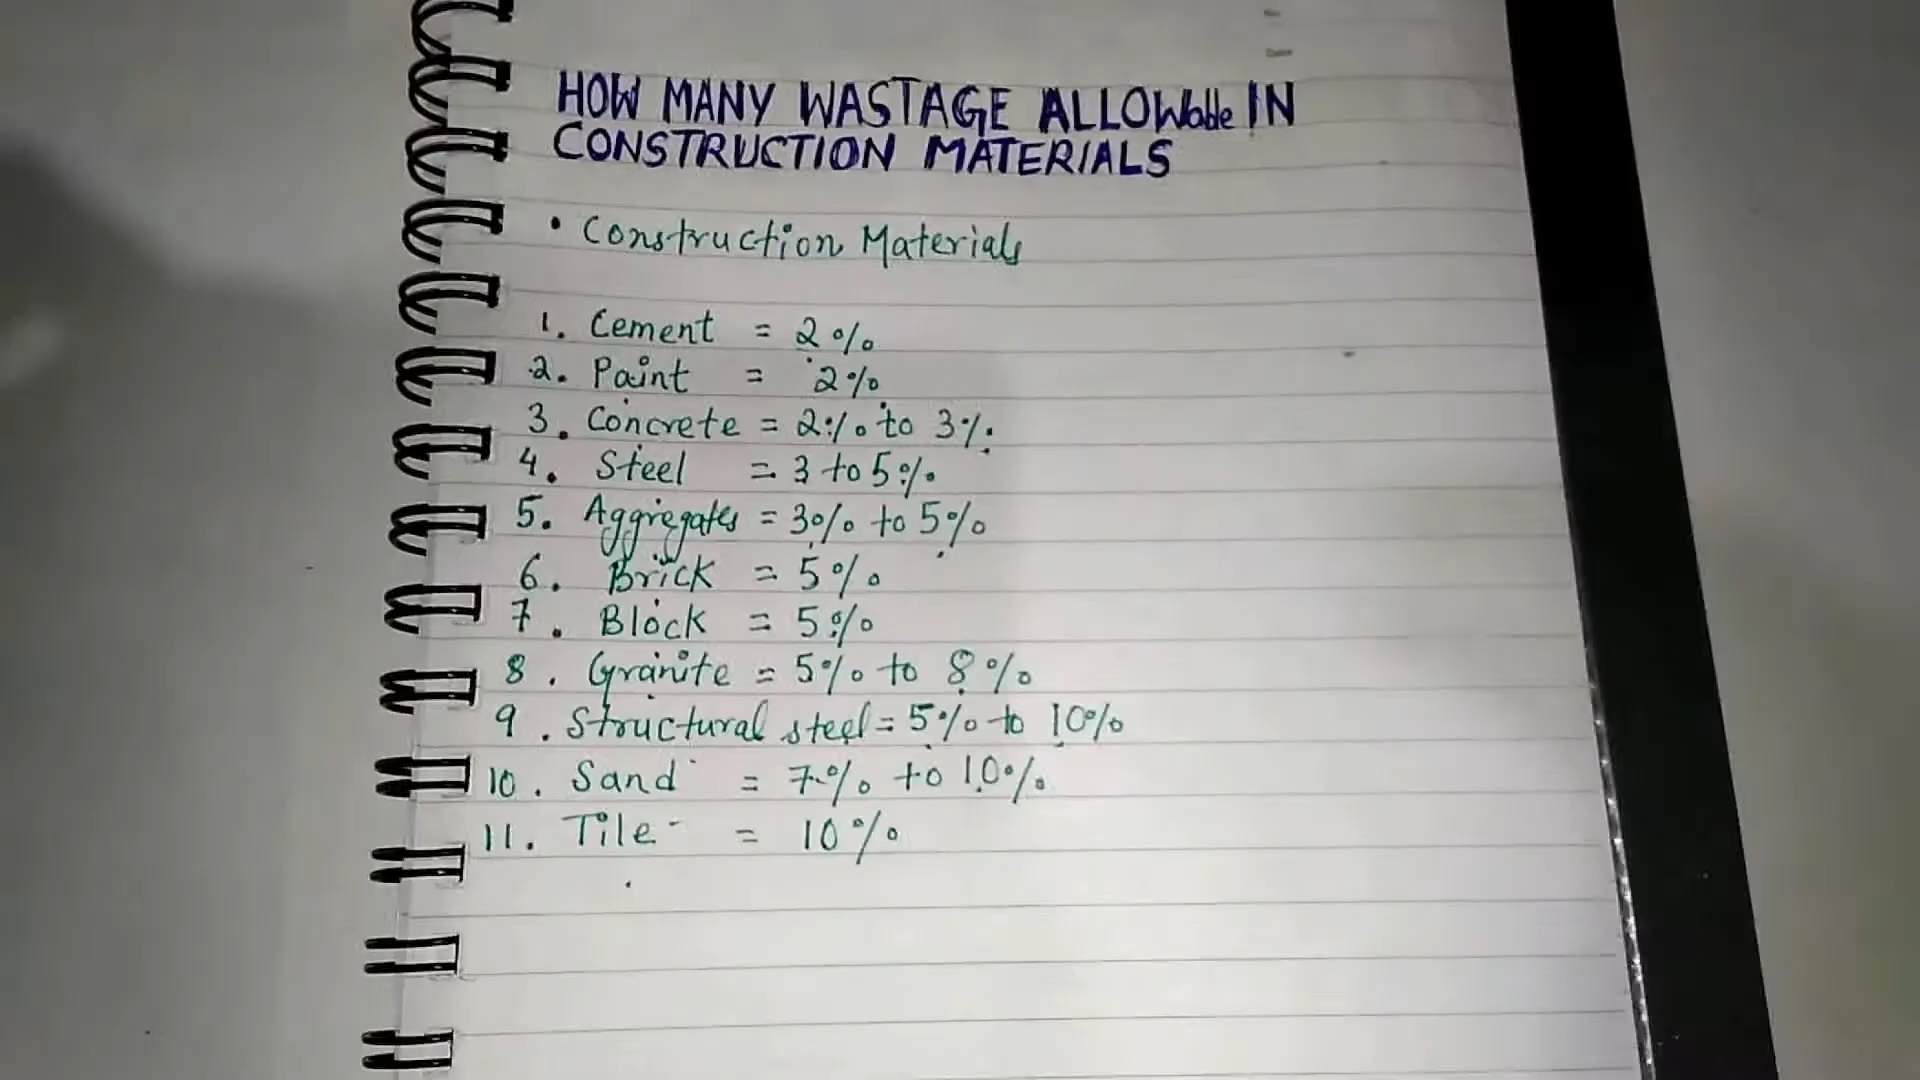 HOW MANY WASTAGE ALLOWable IN
CONSTRUCTION MATERIALS
• Construction Materials
1. Cement = 2%
2. Paint = 2%
3. Concrete = 2% to 3%
4. Steel = 3 to 5%
5. Aggregates = 3% to 5%
6. Brick = 5%
7. Block = 5%
8. Granite = 5% to 8%
9. Structural steel = 5% to 10%
10. Sand = 7% to 10%
11. Tile = 10%